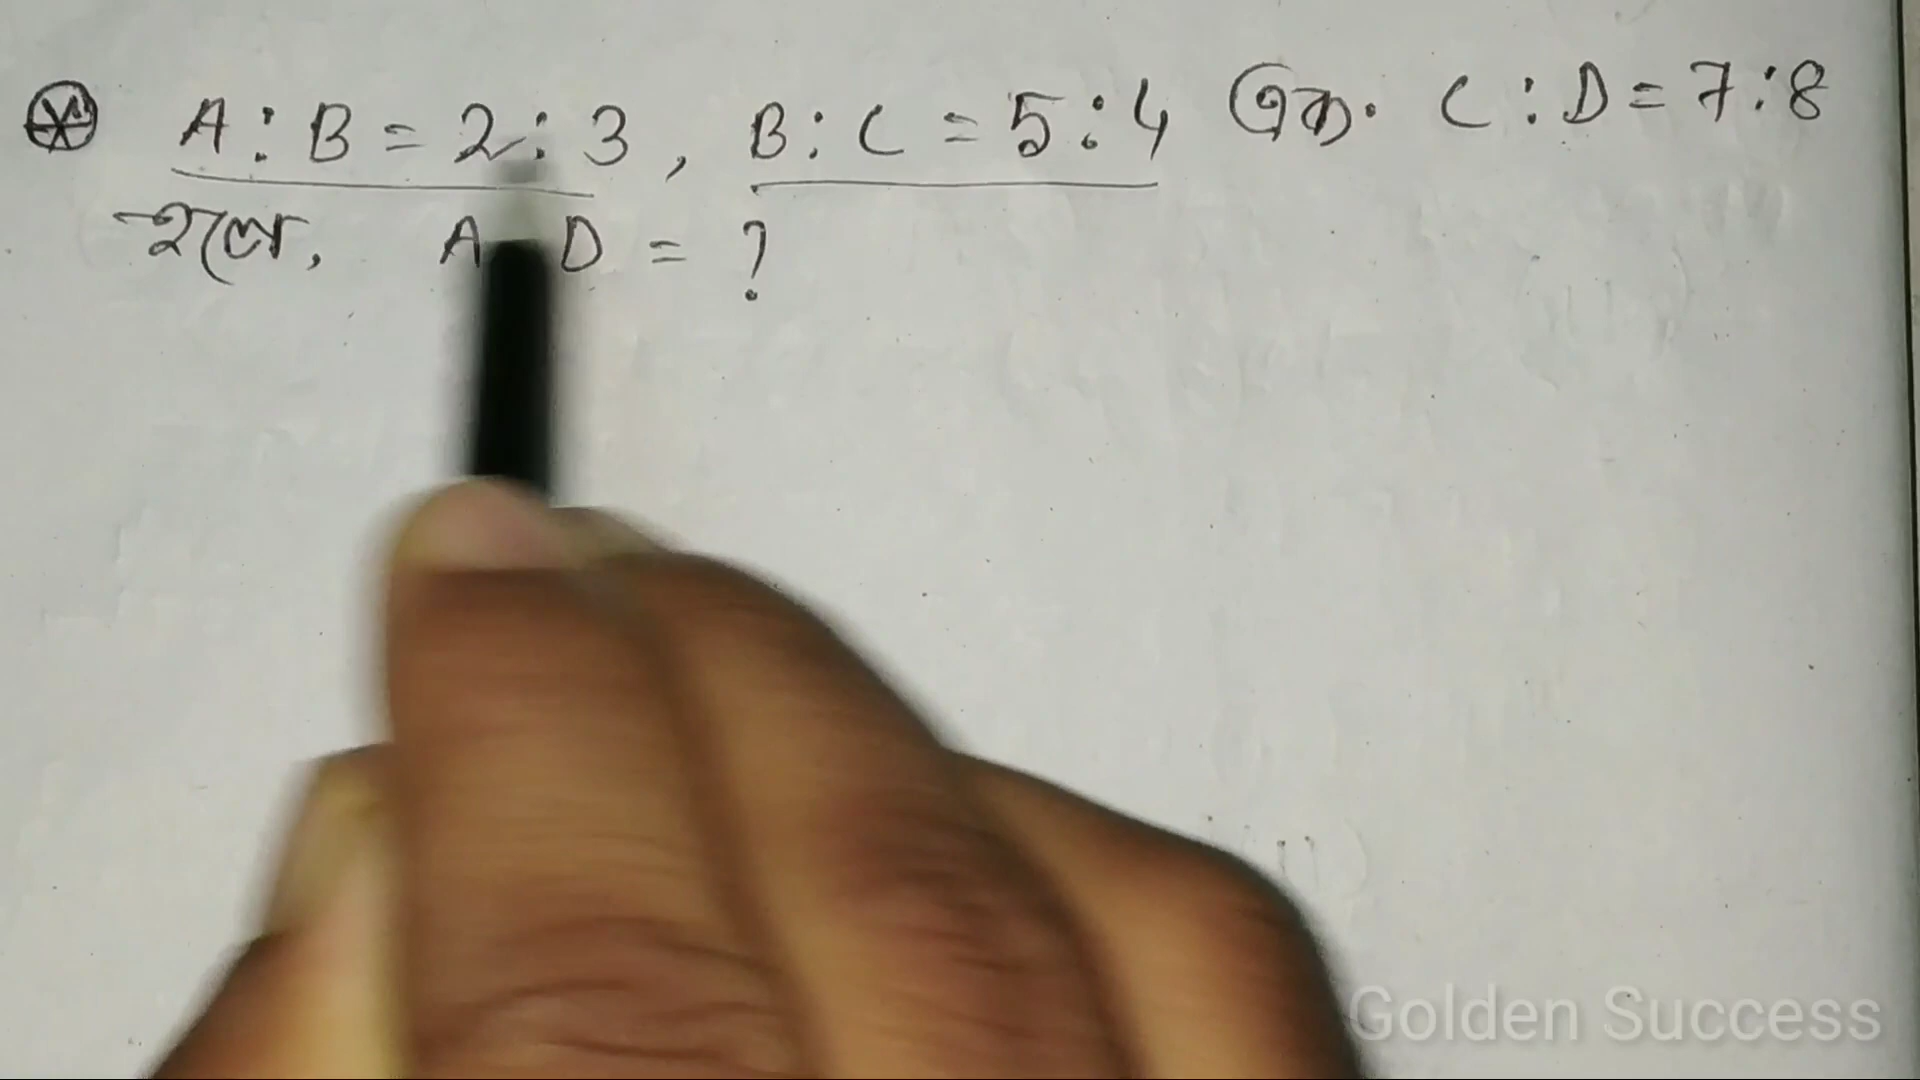 A : B = 2 : 3 , B : C = 5 : 4 এবং C : D = 7 : 8
হলে, A D = ?
Golden Success